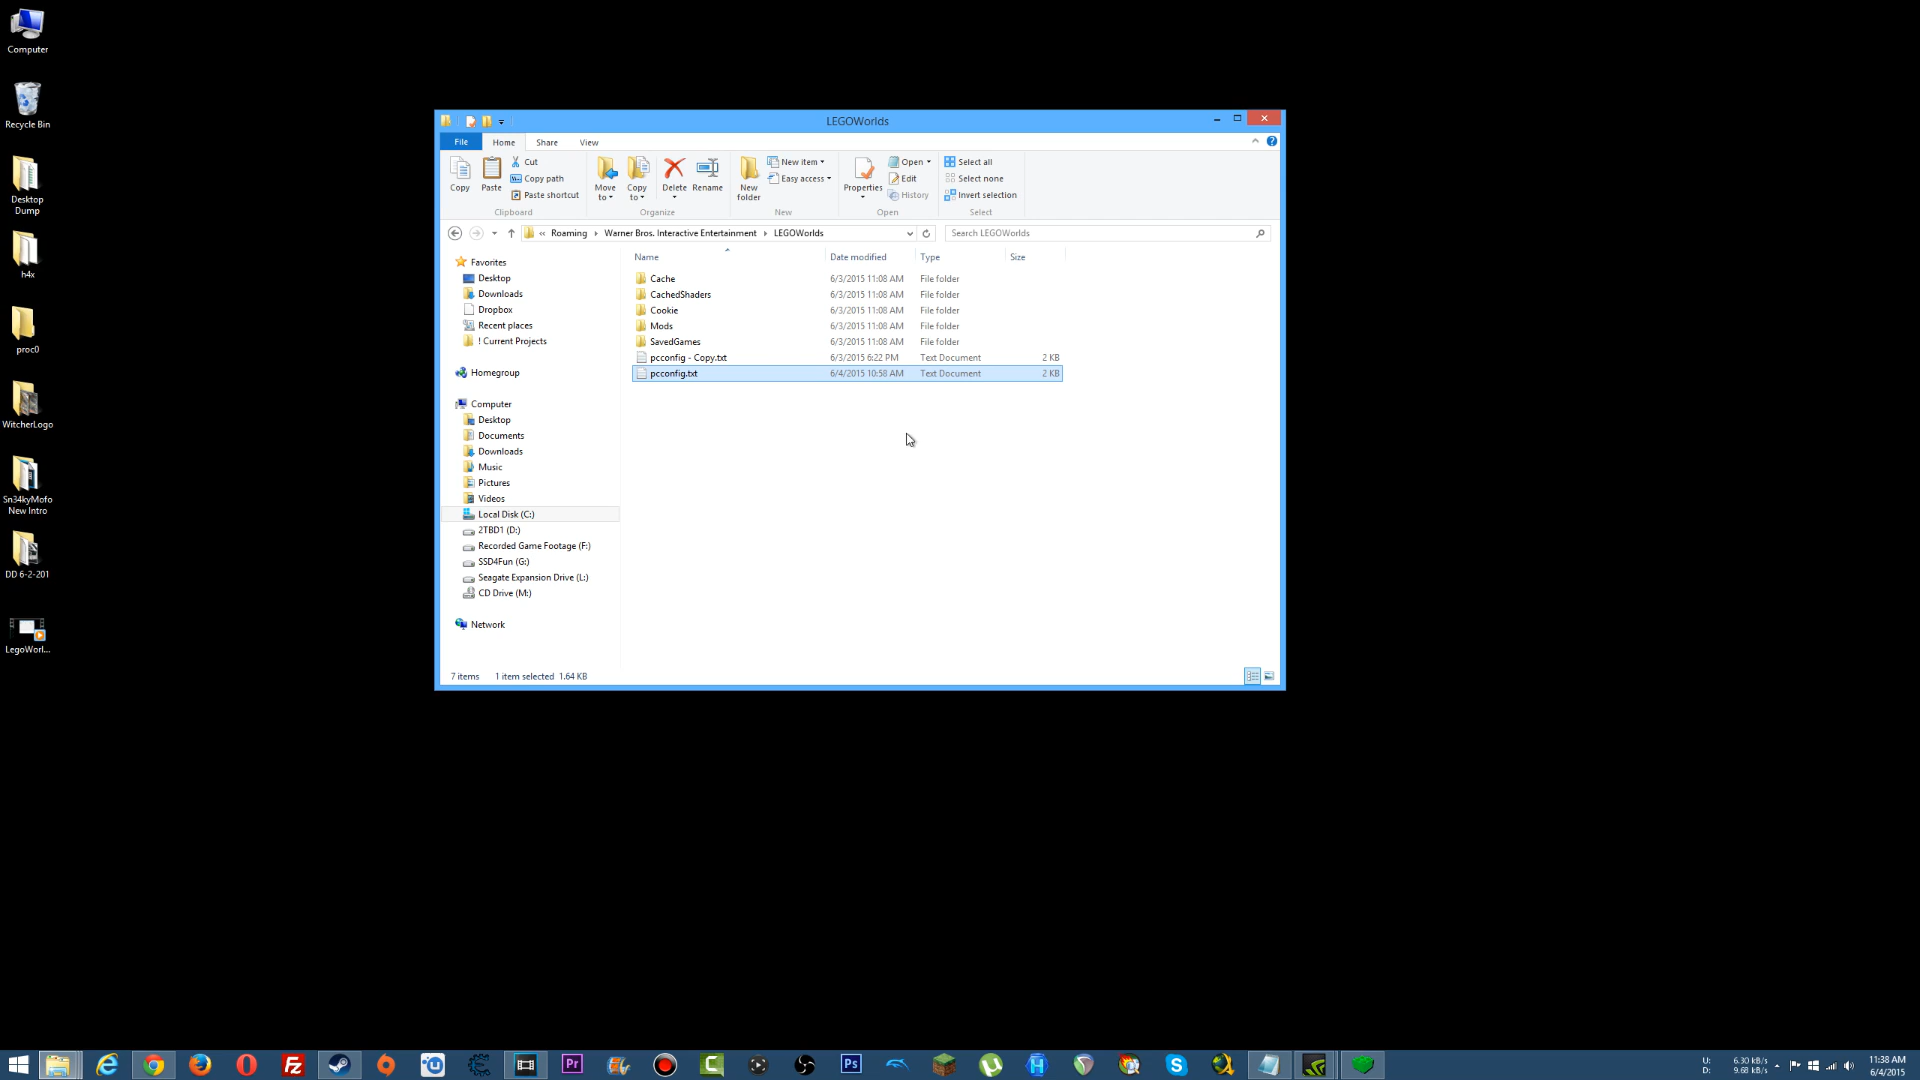 Computer
Recycle Bin
Desktop
Dump
h4x
proc0
WitcherLogo
Sn34kyMofo
New Intro
DD 6-2-201
LegoWorl...
LEGOWorlds
File Home Share View
Copy
Paste
Cut
Copy path
Paste shortcut
Clipboard
Move
to
Copy
to
Delete
Rename
Organize
New
folder
New item
Easy access
New
Properties
Open
Edit
History
Open
Select all
Select none
Invert selection
Select
« Roaming Warner Bros. Interactive Entertainment LEGOWorlds
Search LEGOWorlds
Favorites
Desktop
Downloads
Dropbox
Recent places
! Current Projects
Homegroup
Computer
Desktop
Documents
Downloads
Music
Pictures
Videos
Local Disk (C:)
2TBD1 (D:)
Recorded Game Footage (F:)
SSD4Fun (G:)
Seagate Expansion Drive (L:)
CD Drive (M:)
Network
Name Date modified Type Size
Cache 6/3/2015 11:08 AM File folder
CachedShaders 6/3/2015 11:08 AM File folder
Cookie 6/3/2015 11:08 AM File folder
Mods 6/3/2015 11:08 AM File folder
SavedGames 6/3/2015 11:08 AM File folder
pcconfig - Copy.txt 6/3/2015 6:22 PM Text Document 2 KB
pcconfig.txt 6/4/2015 10:58 AM Text Document 2 KB
7 items 1 item selected 1.64 KB
Fz
Pr
C
Ps
H
U: 6.30 kB/s
D: 9.68 kB/s
11:38 AM
6/4/2015